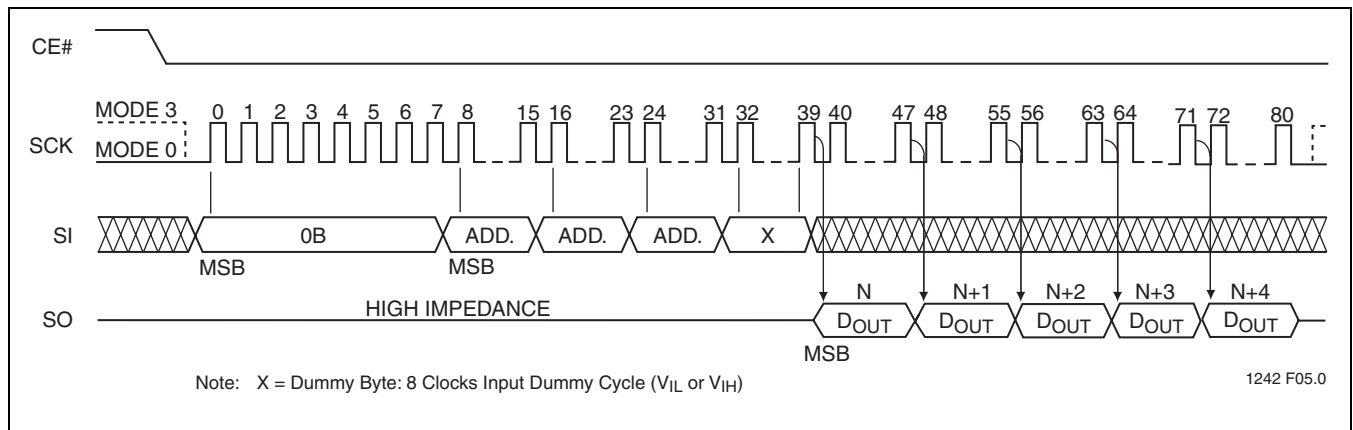 CE#
MODE 3
0 1 2 3 4 5 6 7 8 15 16 23 24 31 32 39 40 47 48 55 56 63 64 71 72 80
SCK
MODE 0
SI
0B ADD. ADD. ADD. X
MSB MSB
N N+1 N+2 N+3 N+4
HIGH IMPEDANCE
SO
DOUT DOUT DOUT DOUT DOUT
MSB
Note: X = Dummy Byte: 8 Clocks Input Dummy Cycle (VIL or VIH)
1242 F05.0